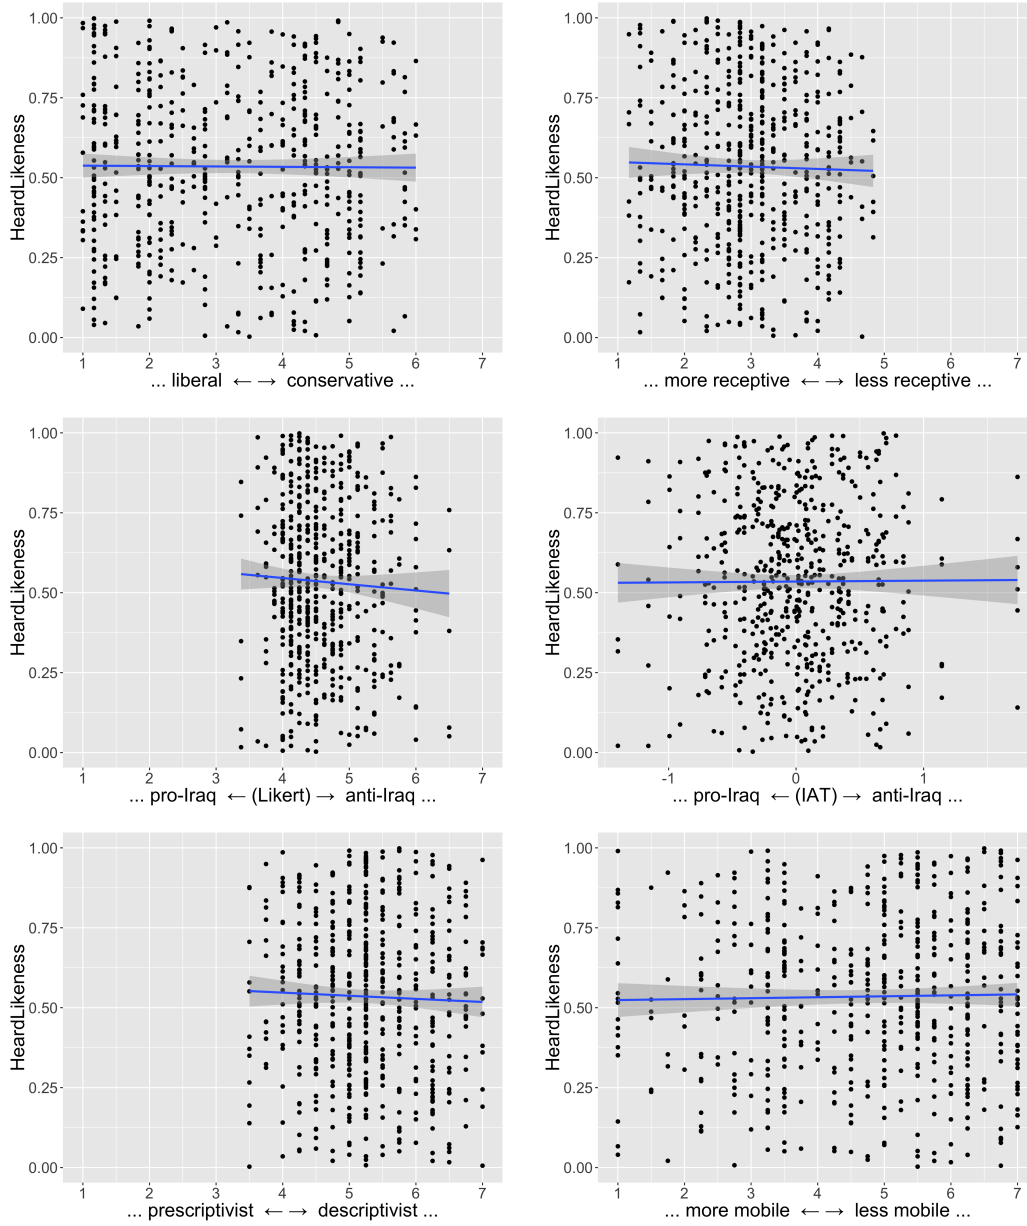 1.00
0.75
0.50
0.25
0.00
HeardLikeness
1 2 3 4 5 6 7
... liberal ←→ conservative ...
1.00
0.75
0.50
0.25
0.00
HeardLikeness
1 2 3 4 5 6 7
... more receptive ←→ less receptive ...
1.00
0.75
0.50
0.25
0.00
HeardLikeness
1 2 3 4 5 6 7
... pro-Iraq ← (Likert) → anti-Iraq ...
1.00
0.75
0.50
0.25
0.00
HeardLikeness
-1 0 1
... pro-Iraq ← (IAT) → anti-Iraq ...
1.00
0.75
0.50
0.25
0.00
HeardLikeness
1 2 3 4 5 6 7
... prescriptivist ←→ descriptivist ...
1.00
0.75
0.50
0.25
0.00
HeardLikeness
1 2 3 4 5 6 7
... more mobile ←→ less mobile ...